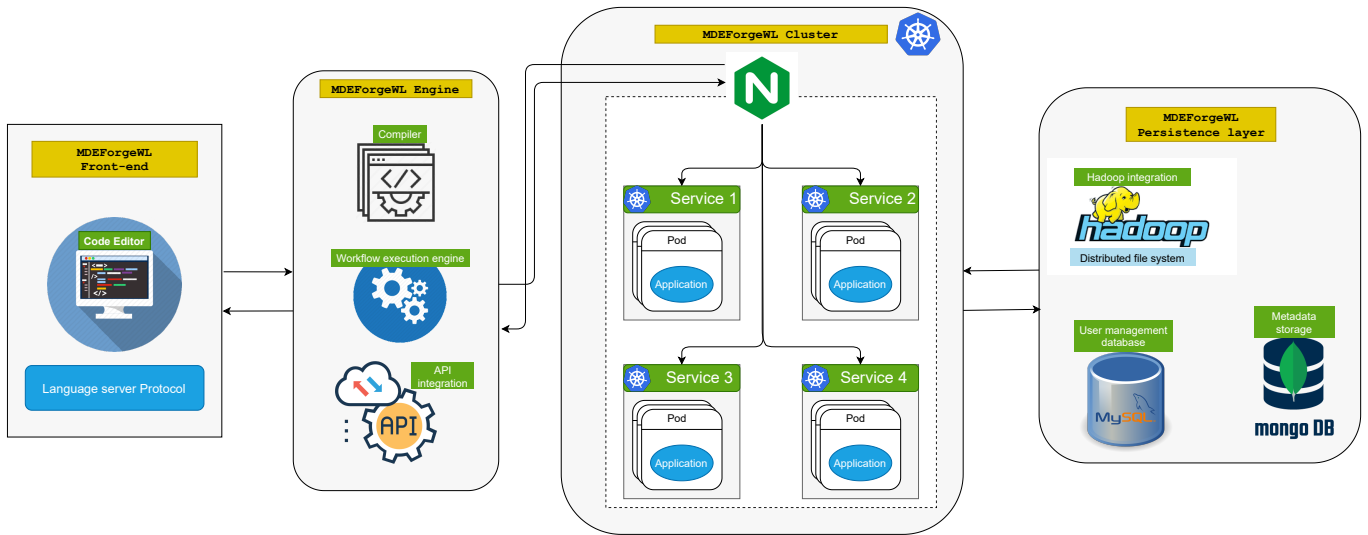 MDEForgeWL
Front-end
Code Editor
Language server Protocol
MDEForgeWL Engine
Compiler
</>
Workflow execution engine
API
integration
API
MDEForgeWL Cluster
N
Service 1
Pod
Application
Service 2
Pod
Application
Service 3
Pod
Application
Service 4
Pod
Application
MDEForgeWL
Persistence layer
Hadoop integration
hadoop
Distributed file system
User management
database
MySQL
Metadata
storage
mongo DB